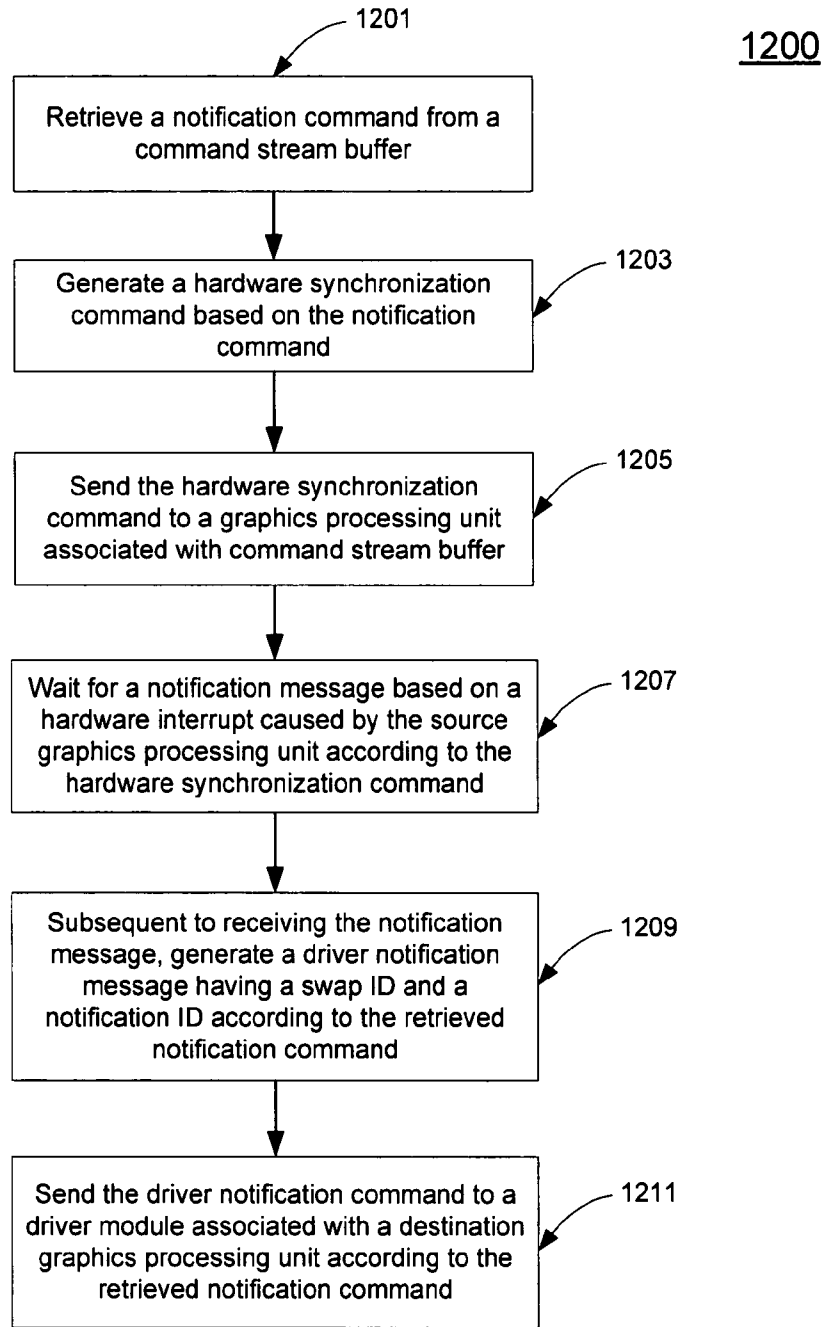 1201
1200
Retrieve a notification command from a
command stream buffer
1203
Generate a hardware synchronization
command based on the notification
command
1205
Send the hardware synchronization
command to a graphics processing unit
associated with command stream buffer
1207
Wait for a notification message based on a
hardware interrupt caused by the source
graphics processing unit according to the
hardware synchronization command
1209
Subsequent to receiving the notification
message, generate a driver notification
message having a swap ID and a
notification ID according to the retrieved
notification command
1211
Send the driver notification command to a
driver module associated with a destination
graphics processing unit according to the
retrieved notification command